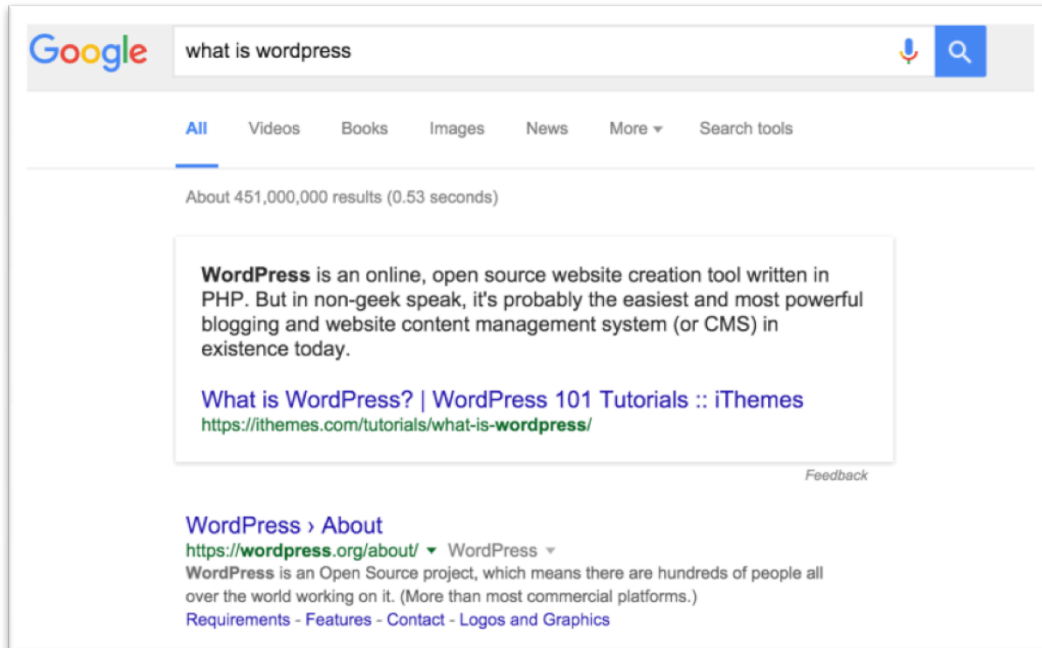 Google what is wordpress
All Videos Books Images News More Search tools
About 451,000,000 results (0.53 seconds)
WordPress is an online, open source website creation tool written in
PHP. But in non-geek speak, it's probably the easiest and most powerful
blogging and website content management system (or CMS) in
existence today.
What is WordPress? | WordPress 101 Tutorials :: iThemes
https://ithemes.com/tutorials/what-is-wordpress/
Feedback
WordPress › About
https://wordpress.org/about/ WordPress
WordPress is an Open Source project, which means there are hundreds of people all
over the world working on it. (More than most commercial platforms.)
Requirements - Features - Contact - Logos and Graphics